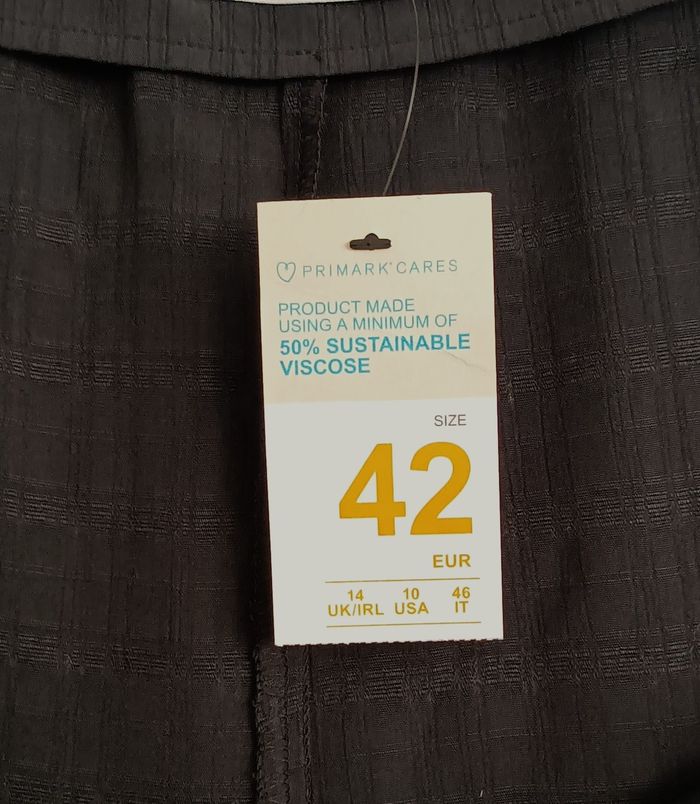 PRIMARK® CARES
PRODUCT MADE
USING A MINIMUM OF
50% SUSTAINABLE
VISCOSE
SIZE
42
EUR
14 10 46
UK/IRL USA IT